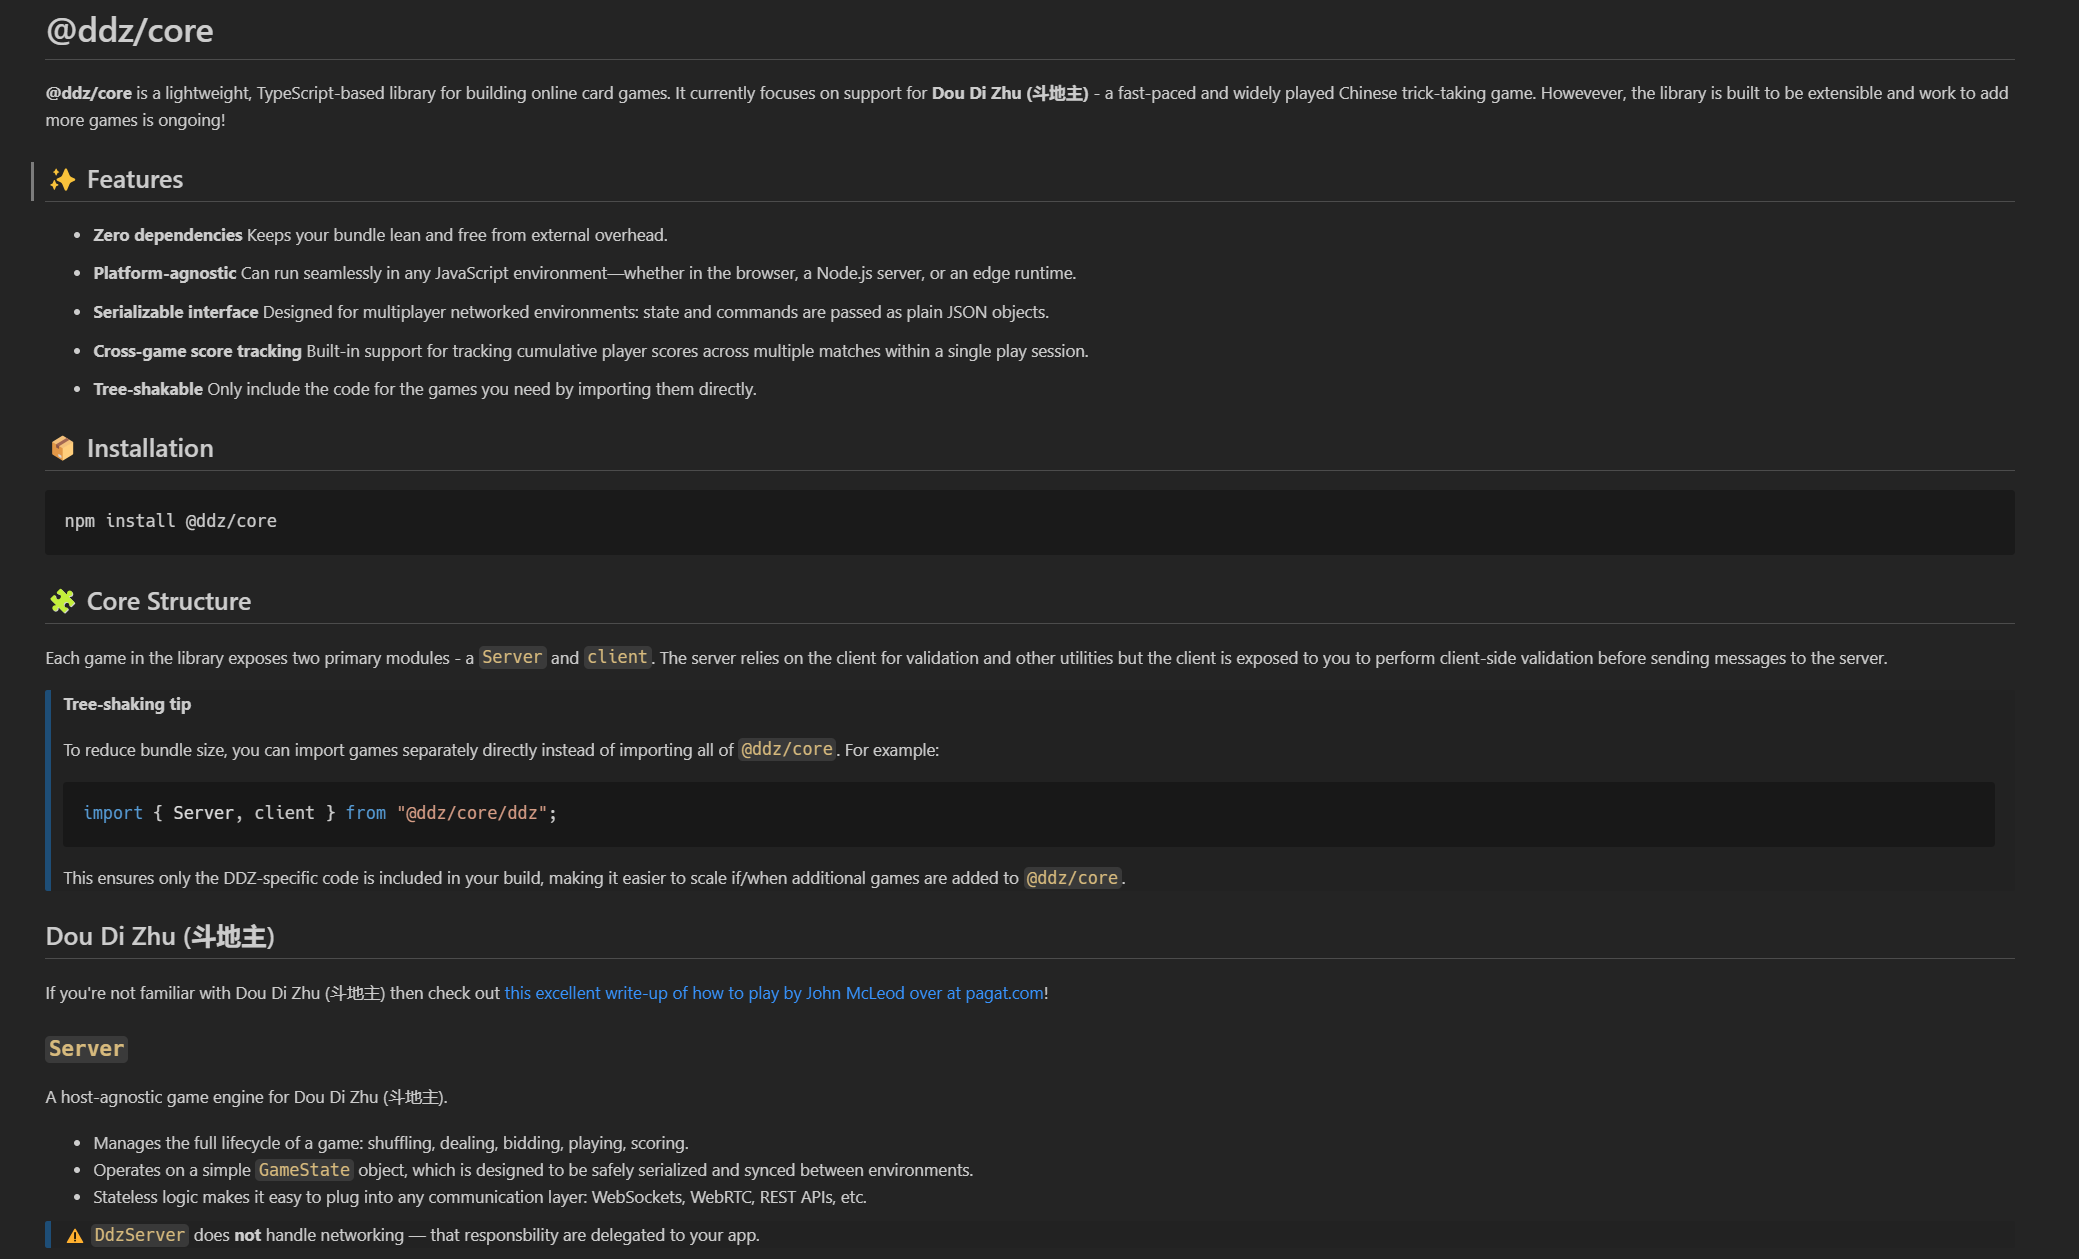 @ddz/core
@ddz/core is a lightweight, TypeScript-based library for building online card games. It currently focuses on support for Dou Di Zhu (斗地主) - a fast-paced and widely played Chinese trick-taking game. Howevever, the library is built to be extensible and work to add
more games is ongoing!
✨ Features
• Zero dependencies Keeps your bundle lean and free from external overhead.
• Platform-agnostic Can run seamlessly in any JavaScript environment—whether in the browser, a Node.js server, or an edge runtime.
• Serializable interface Designed for multiplayer networked environments: state and commands are passed as plain JSON objects.
• Cross-game score tracking Built-in support for tracking cumulative player scores across multiple matches within a single play session.
• Tree-shakable Only include the code for the games you need by importing them directly.
📦 Installation
npm install @ddz/core
🧩 Core Structure
Each game in the library exposes two primary modules - a Server and client. The server relies on the client for validation and other utilities but the client is exposed to you to perform client-side validation before sending messages to the server.
Tree-shaking tip
To reduce bundle size, you can import games separately directly instead of importing all of @ddz/core. For example:
import { Server, client } from "@ddz/core/ddz";
This ensures only the DDZ-specific code is included in your build, making it easier to scale if/when additional games are added to @ddz/core.
Dou Di Zhu (斗地主)
If you're not familiar with Dou Di Zhu (斗地主) then check out this excellent write-up of how to play by John McLeod over at pagat.com!
Server
A host-agnostic game engine for Dou Di Zhu (斗地主).
• Manages the full lifecycle of a game: shuffling, dealing, bidding, playing, scoring.
• Operates on a simple GameState object, which is designed to be safely serialized and synced between environments.
• Stateless logic makes it easy to plug into any communication layer: WebSockets, WebRTC, REST APIs, etc.
⚠️ DdzServer does not handle networking — that responsbility are delegated to your app.